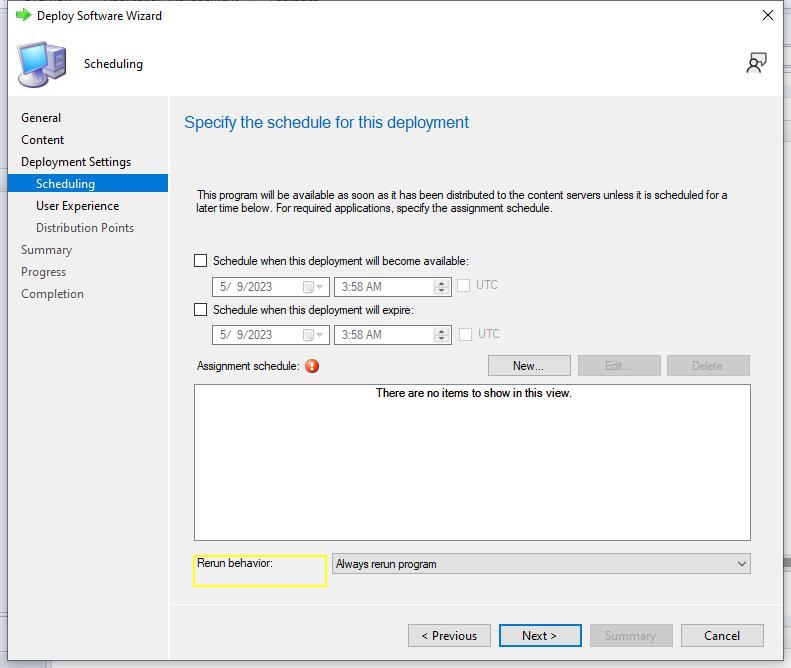 Deploy Software Wizard
Scheduling
General
Content
Deployment Settings
Scheduling
User Experience
Distribution Points
Summary
Progress
Completion
Specify the schedule for this deployment
This program will be available as soon as it has been distributed to the content servers unless it is scheduled for a
later time below. For required applications, specify the assignment schedule.
Schedule when this deployment will become available:
5/ 9/2023 3:58 AM UTC
Schedule when this deployment will expire:
5/ 9/2023 3:58 AM UTC
Assignment schedule: New... Edit... Delete
There are no items to show in this view.
Rerun behavior: Always rerun program
< Previous Next > Summary Cancel